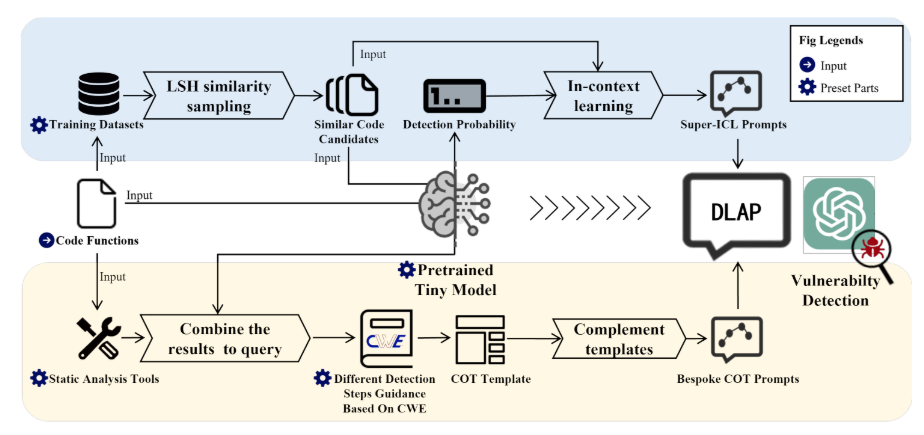 Fig Legends
Input
Preset Parts
Input
LSH similarity
sampling
In-context
learning
1..
Training Datasets
Similar Code
Candidates
Detection Probability
Super-ICL Prompts
Input
Input
Input
DLAP
Code Functions
Input
Pretrained
Tiny Model
Vulnerabilty
Detection
Combine the
results to query
CWE
Complement
templates
Static Analysis Tools
Different Detection
Steps Guidance
Based On CWE
COT Template
Bespoke COT Prompts